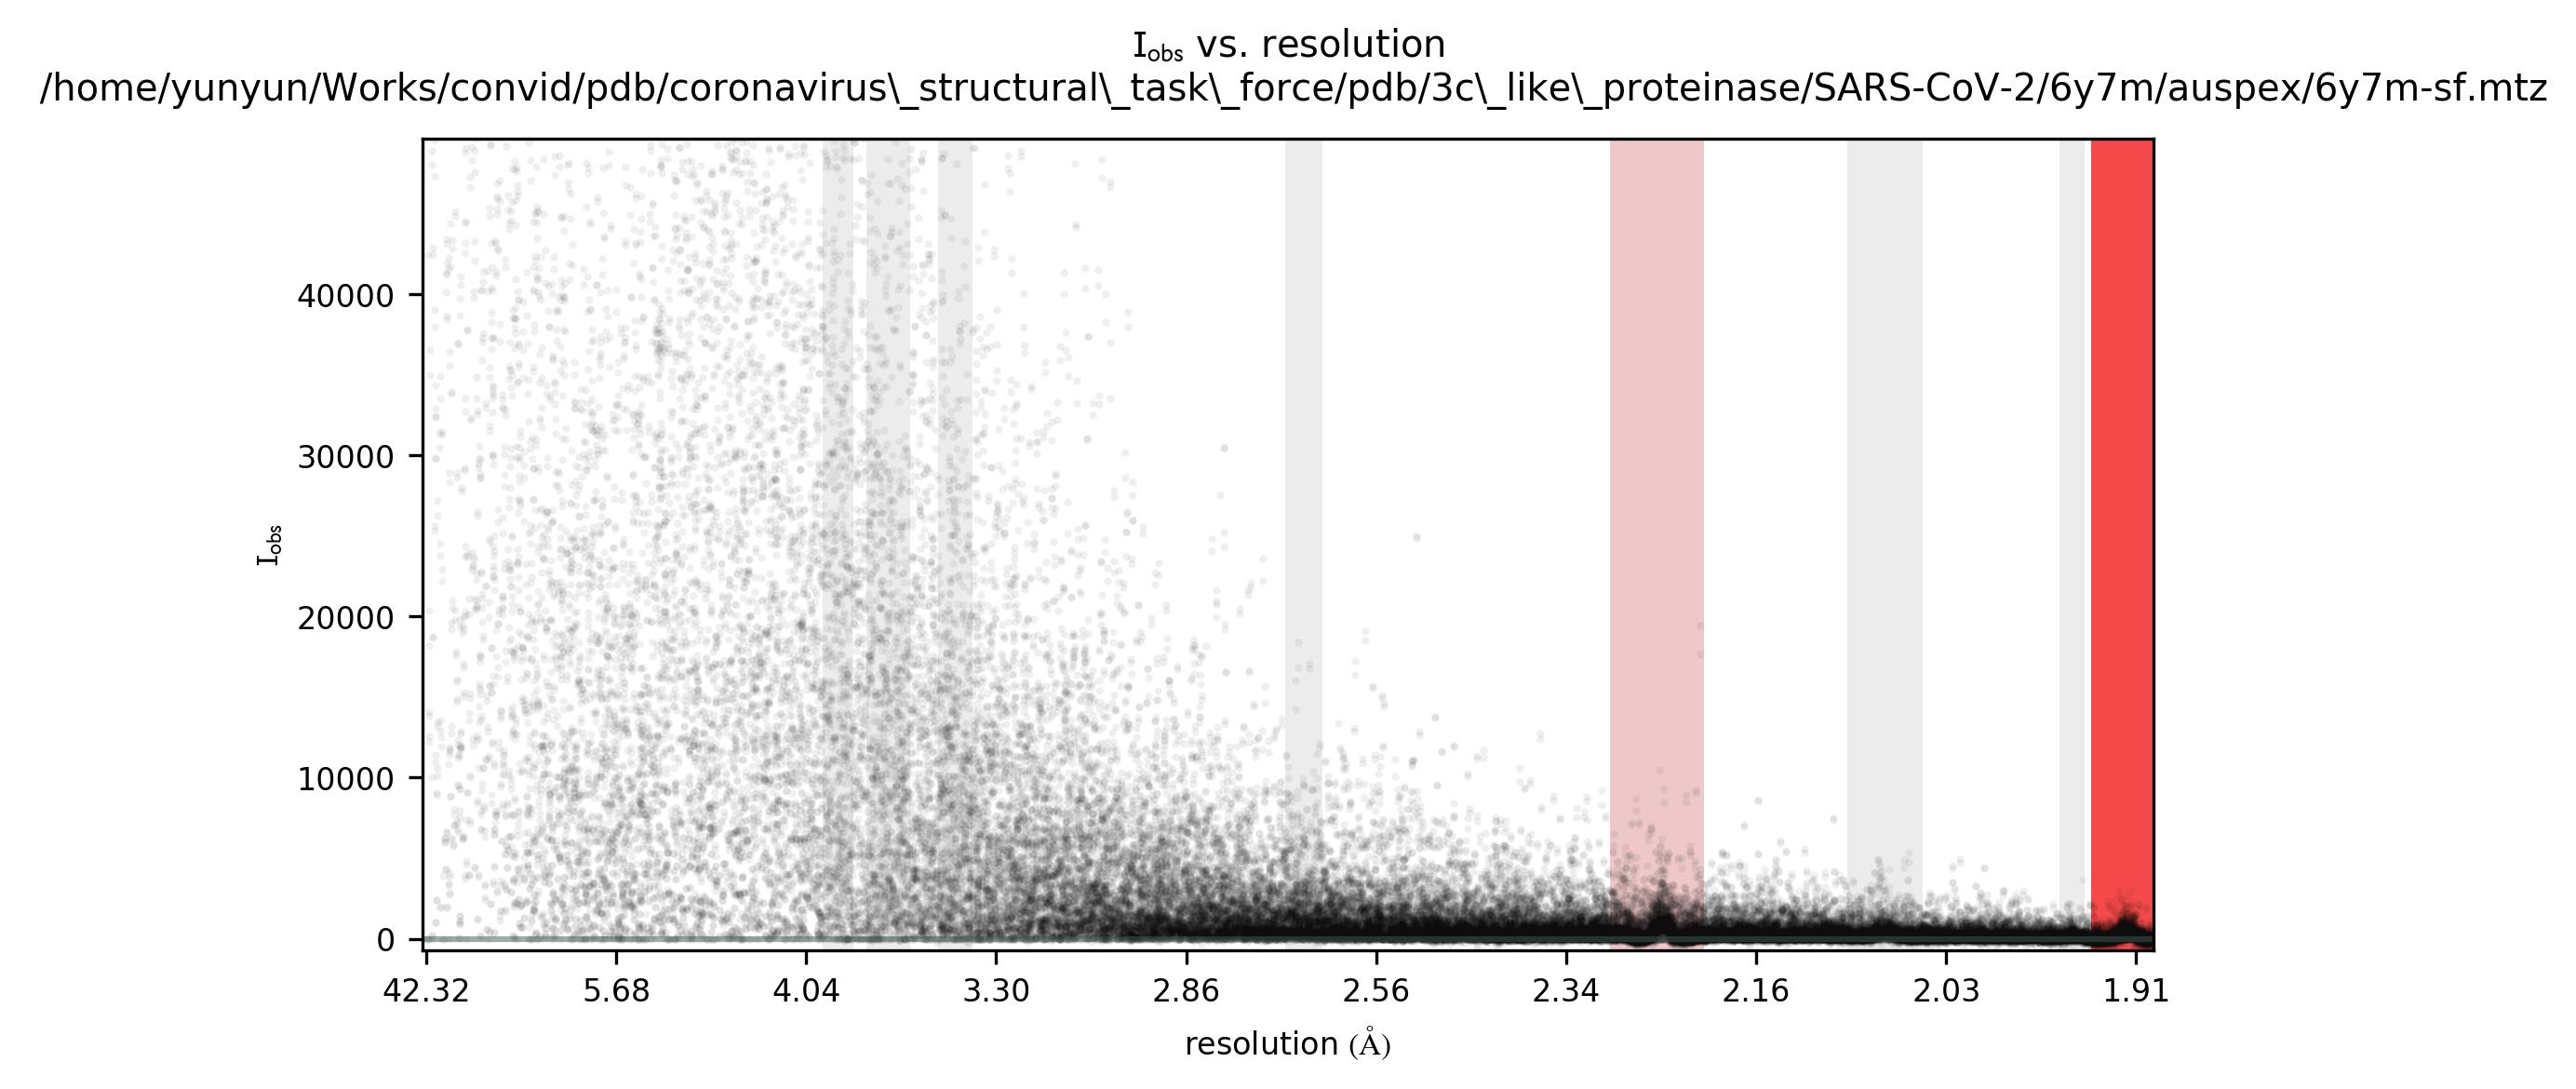 I_obs vs. resolution
/home/yunyun/Works/convid/pdb/coronavirus\_structural\_task\_force/pdb/3c\_like\_proteinase/SARS-CoV-2/6y7m/auspex/6y7m-sf.mtz
I_obs
40000
30000
20000
10000
0
42.32 5.68 4.04 3.30 2.86 2.56 2.34 2.16 2.03 1.91
resolution (Å)